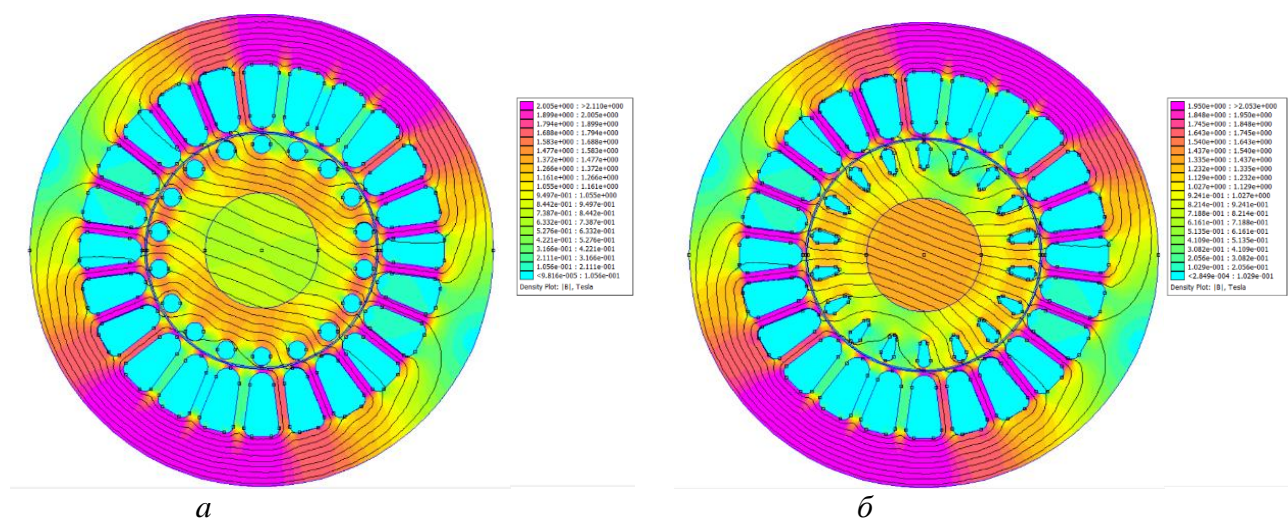 2.005e+000 : >2.110e+000
1.899e+000 : 2.005e+000
1.794e+000 : 1.899e+000
1.688e+000 : 1.794e+000
1.583e+000 : 1.688e+000
1.477e+000 : 1.583e+000
1.372e+000 : 1.477e+000
1.266e+000 : 1.372e+000
1.161e+000 : 1.266e+000
1.055e+000 : 1.161e+000
9.497e-001 : 1.055e+000
8.442e-001 : 9.497e-001
7.387e-001 : 8.442e-001
6.332e-001 : 7.387e-001
5.276e-001 : 6.332e-001
4.221e-001 : 5.276e-001
3.166e-001 : 4.221e-001
2.111e-001 : 3.166e-001
1.056e-001 : 2.111e-001
<9.816e-005 : 1.056e-001
Density Plot: |B|, Tesla
1.950e+000 : >2.053e+000
1.848e+000 : 1.950e+000
1.745e+000 : 1.848e+000
1.643e+000 : 1.745e+000
1.540e+000 : 1.643e+000
1.437e+000 : 1.540e+000
1.335e+000 : 1.437e+000
1.232e+000 : 1.335e+000
1.129e+000 : 1.232e+000
1.027e+000 : 1.129e+000
9.241e-001 : 1.027e+000
8.214e-001 : 9.241e-001
7.188e-001 : 8.214e-001
6.161e-001 : 7.188e-001
5.135e-001 : 6.161e-001
4.109e-001 : 5.135e-001
3.082e-001 : 4.109e-001
2.056e-001 : 3.082e-001
1.029e-001 : 2.056e-001
<2.849e-004 : 1.029e-001
Density Plot: |B|, Tesla
а
б